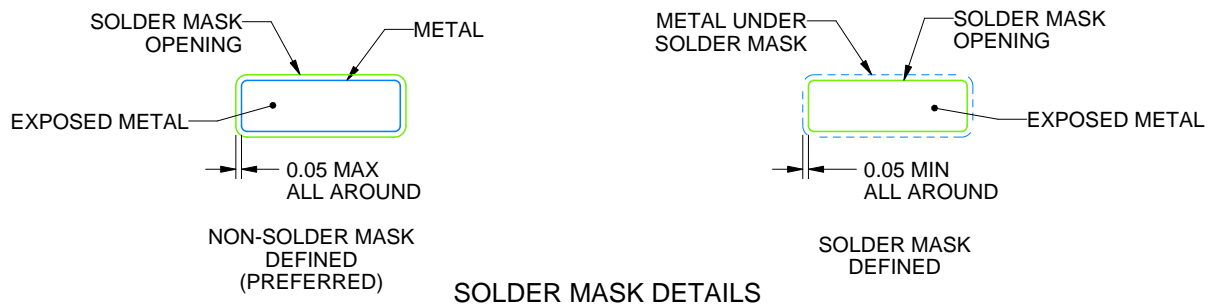 SOLDER MASK
OPENING
METAL
EXPOSED METAL
0.05 MAX
ALL AROUND
NON-SOLDER MASK
DEFINED
(PREFERRED)
METAL UNDER
SOLDER MASK
SOLDER MASK
OPENING
EXPOSED METAL
0.05 MIN
ALL AROUND
SOLDER MASK
DEFINED
SOLDER MASK DETAILS